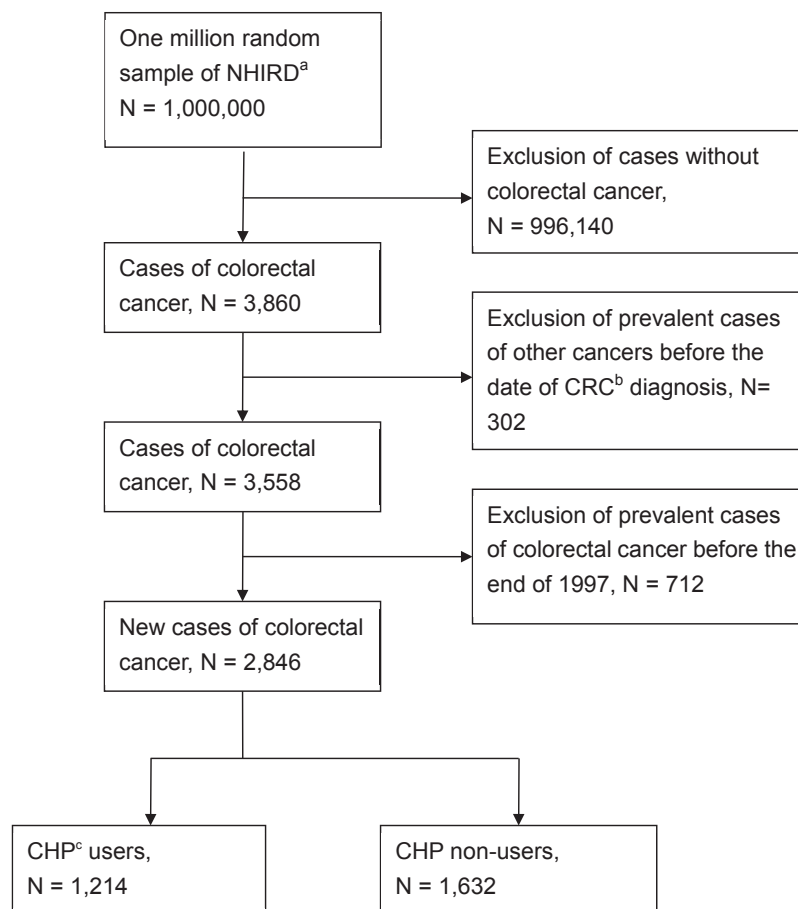 One million random
sample of NHIRDa
N = 1,000,000
Exclusion of cases without
colorectal cancer,
N = 996,140
Cases of colorectal
cancer, N = 3,860
Exclusion of prevalent cases
of other cancers before the
date of CRCb diagnosis, N=
302
Cases of colorectal
cancer, N = 3,558
Exclusion of prevalent cases
of colorectal cancer before the
end of 1997, N = 712
New cases of colorectal
cancer, N = 2,846
CHPc users,
N = 1,214
CHP non-users,
N = 1,632